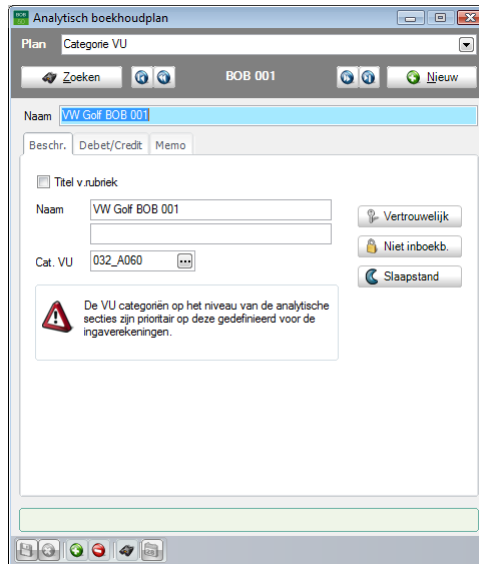 BOB
50
Analytisch boekhoudplan
Plan Categorie VU
Zoeken BOB 001 Nieuw
Naam VW Golf BOB 001
Beschr. Debet/Credit Memo
Titel v.rubriek
Naam VW Golf BOB 001
Vertrouwelijk
Niet inboekb.
Cat. VU 032_A060 ...
Slaapstand
De VU categoriën op het niveau van de analytische
secties zijn prioritair op deze gedefinieerd voor de
ingaverekeningen.